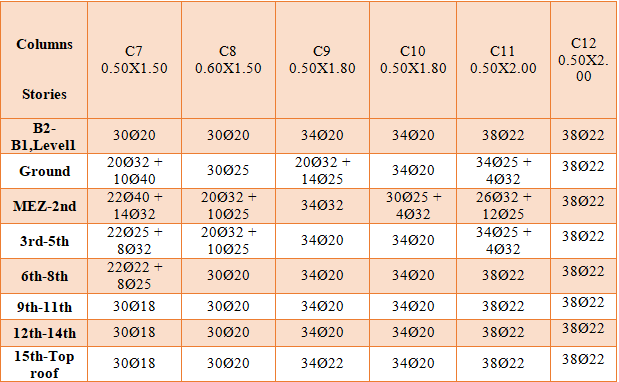 Columns
Stories
C7
0.50X1.50
C8
0.60X1.50
C9
0.50X1.80
C10
0.50X1.80
C11
0.50X2.00
C12
0.50X2.
00
B2-
B1,Level1
30Ø20
30Ø20
34Ø20
34Ø20
38Ø22
38Ø22
Ground
20Ø32 +
10Ø40
30Ø25
20Ø32 +
14Ø25
34Ø20
34Ø25 +
4Ø32
38Ø22
MEZ-2nd
22Ø40 +
14Ø32
20Ø32 +
10Ø25
34Ø32
30Ø25 +
4Ø32
26Ø32 +
12Ø25
38Ø22
3rd-5th
22Ø25 +
8Ø32
20Ø32 +
10Ø25
34Ø20
34Ø20
34Ø25 +
4Ø32
38Ø22
6th-8th
22Ø22 +
8Ø25
30Ø20
34Ø20
34Ø20
38Ø22
38Ø22
9th-11th
30Ø18
30Ø20
34Ø20
34Ø20
38Ø22
38Ø22
12th-14th
30Ø18
30Ø20
34Ø20
34Ø20
38Ø22
38Ø22
15th-Top
roof
30Ø18
30Ø20
34Ø22
34Ø20
38Ø22
38Ø22